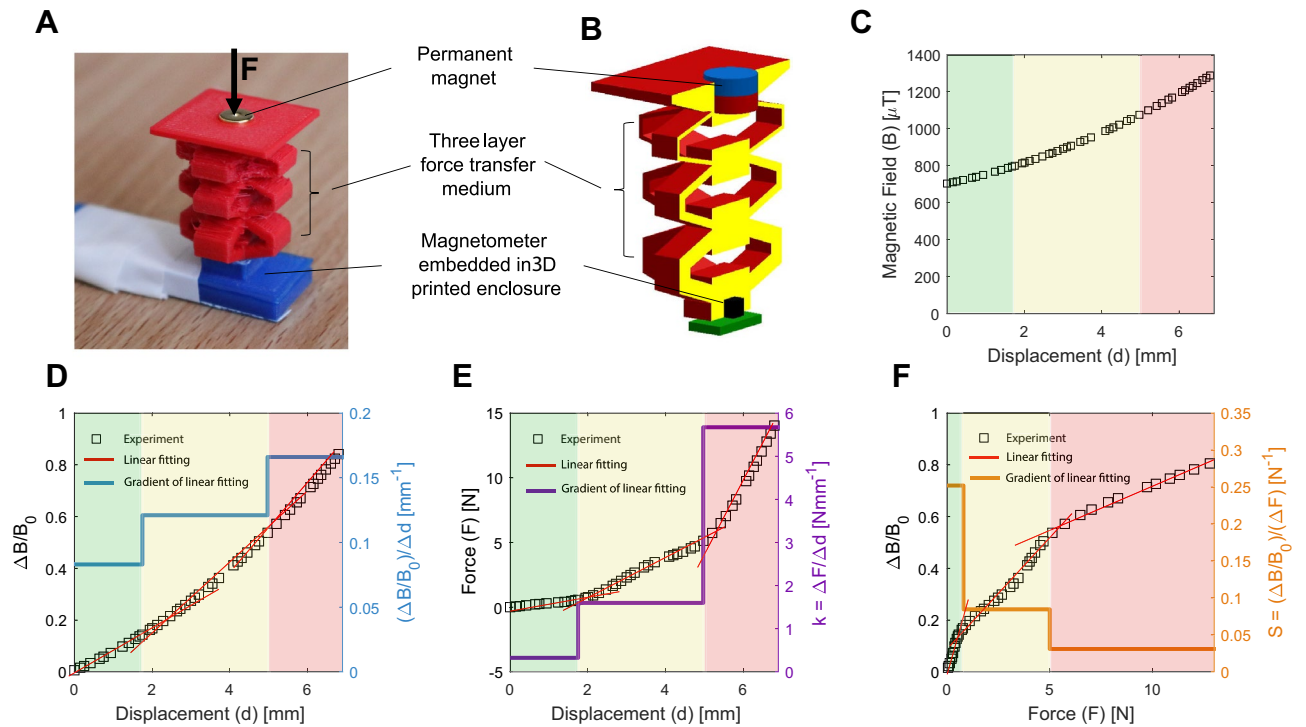 A
F
B
Permanent
magnet
Three layer
force transfer
medium
Magnetometer
embedded in3D
printed enclosure
C
1400
1200
1000
800
600
400
200
0
Magnetic Field (B) [μT]
0 2 4 6
Displacement (d) [mm]
D
1
0.8
0.6
0.4
0.2
0
ΔB/B0
Experiment
Linear fitting
Gradient of linear fitting
0.2
0.15
0.1
0.05
0
(ΔB/B0)/Δd [mm-1]
0 2 4 6
Displacement (d) [mm]
E
15
10
5
0
-5
Force (F) [N]
Experiment
Linear fitting
Gradient of linear fitting
6
5
4
3
2
1
0
k = ΔF/Δd [Nmm-1]
0 2 4 6
Displacement (d) [mm]
F
1
0.8
0.6
0.4
0.2
0
ΔB/B0
Experiment
Linear fitting
Gradient of linear fitting
0.35
0.3
0.25
0.2
0.15
0.1
0.05
0
S = (ΔB/B0)/(ΔF) [N-1]
0 5 10
Force (F) [N]